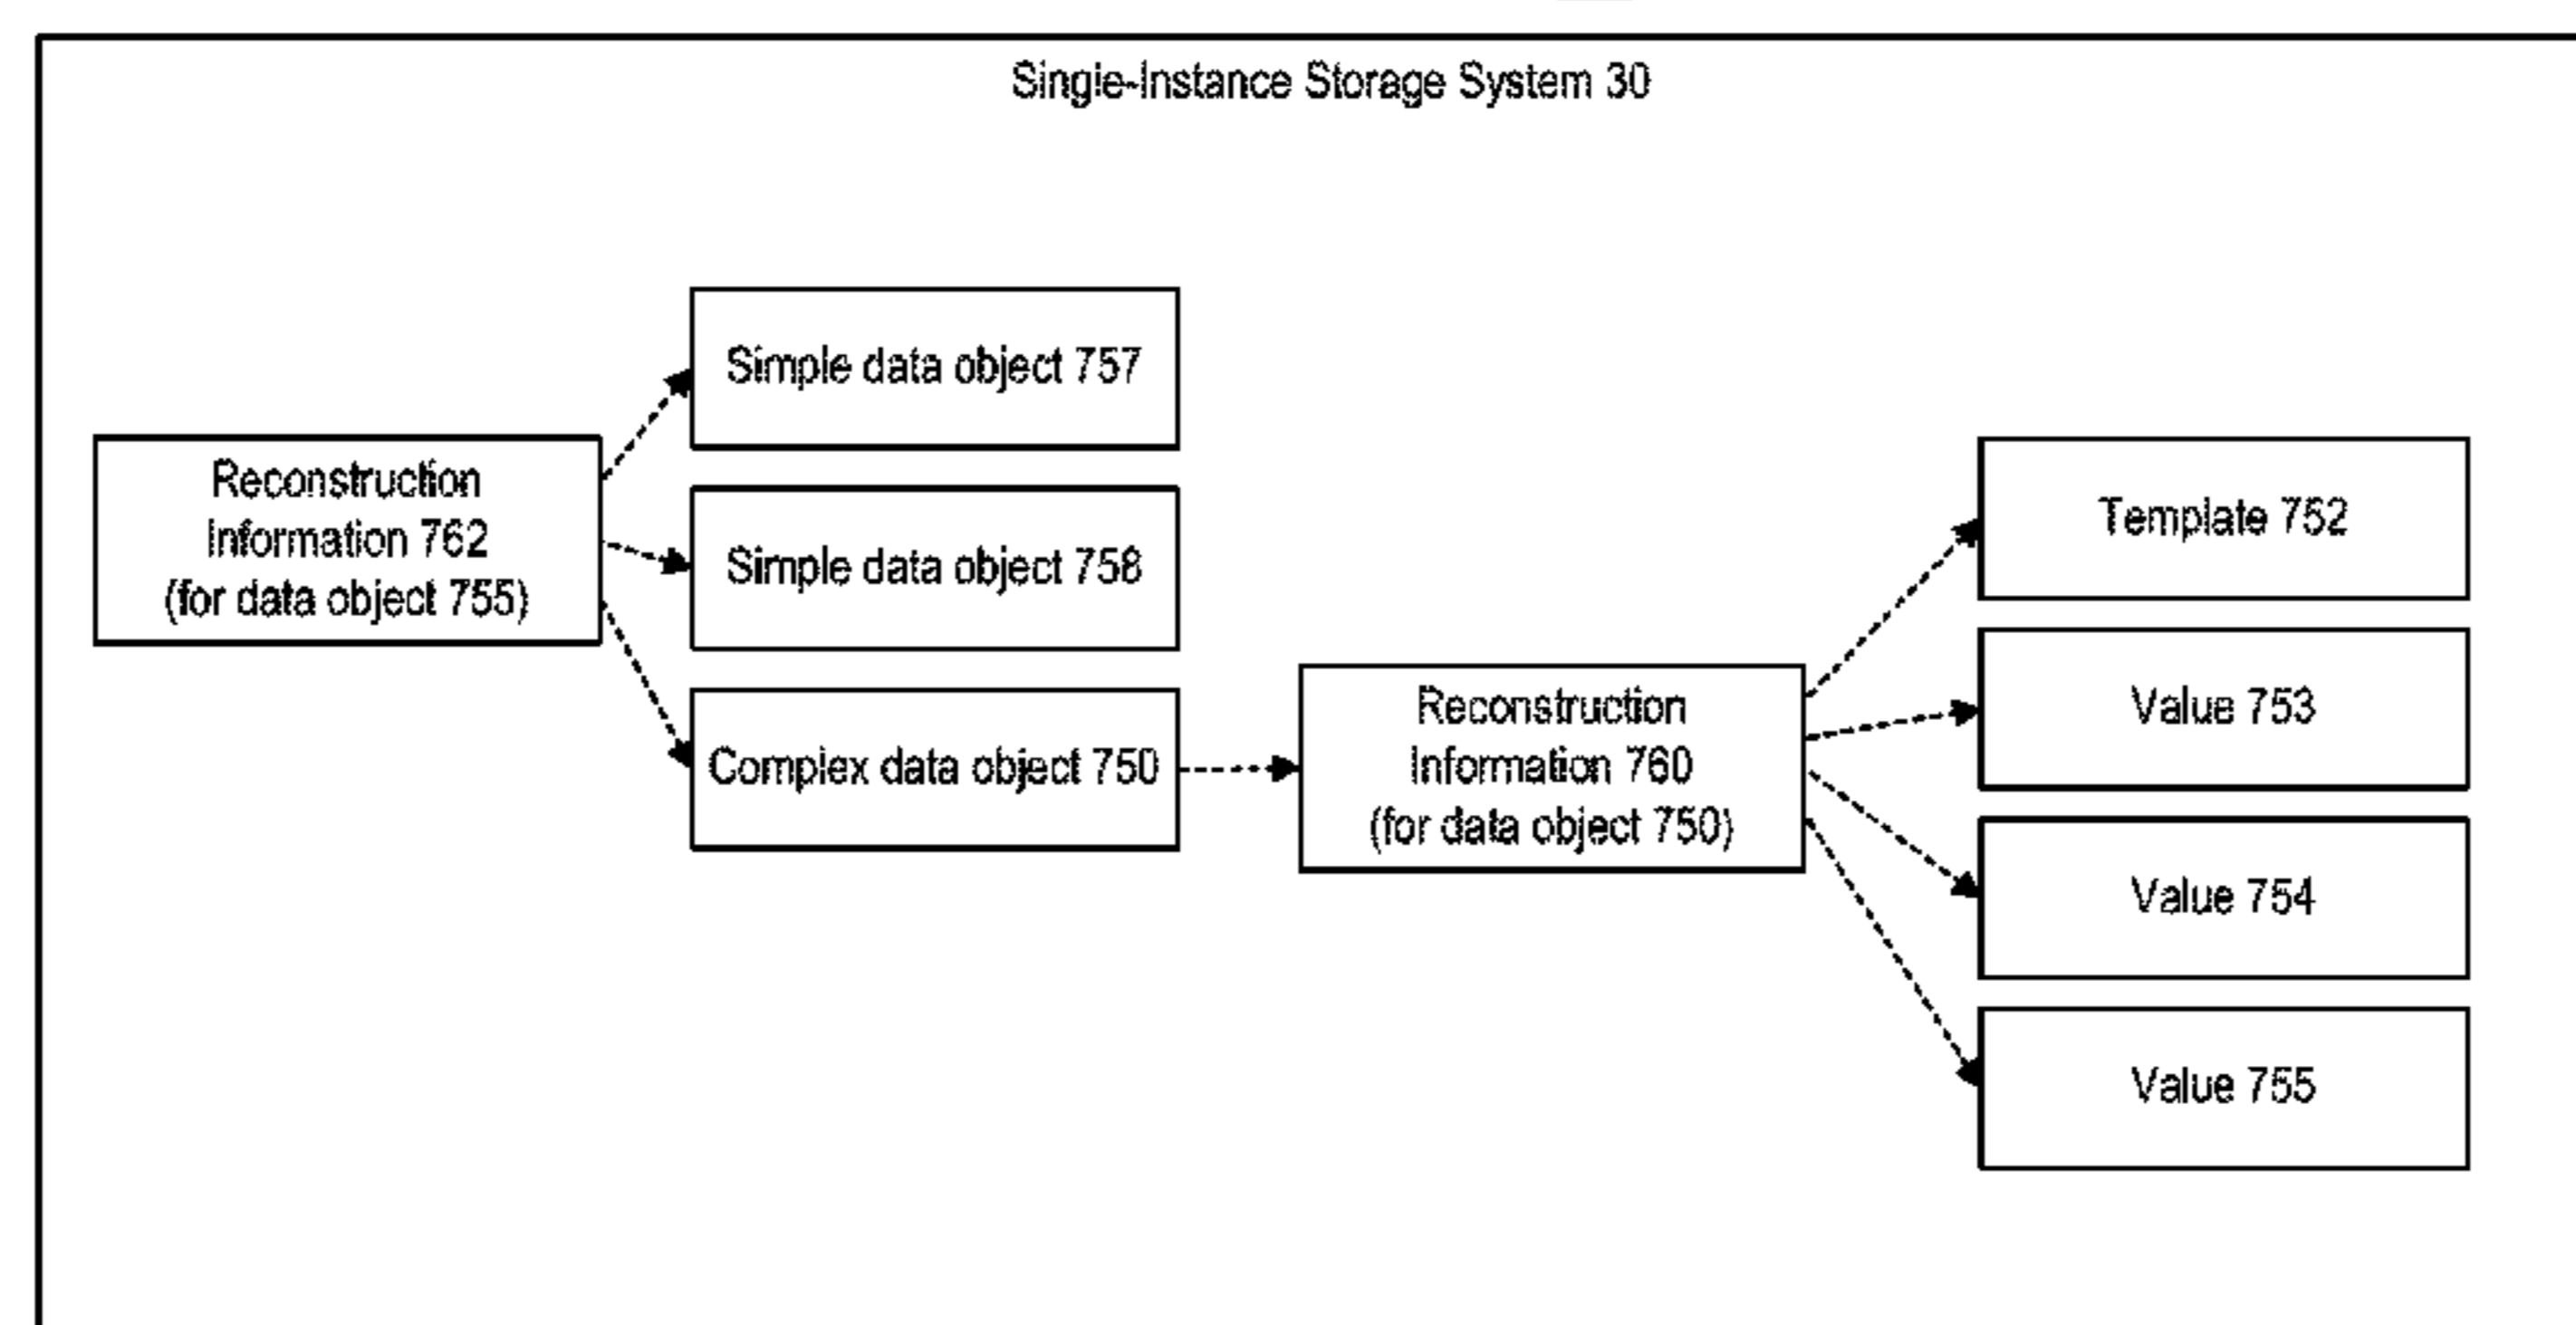 Single-Instance Storage System 30
Simple data object 757
Reconstruction
Information 762
(for data object 755)
Simple data object 758
Complex data object 750
Reconstruction
Information 760
(for data object 750)
Template 752
Value 753
Value 754
Value 755